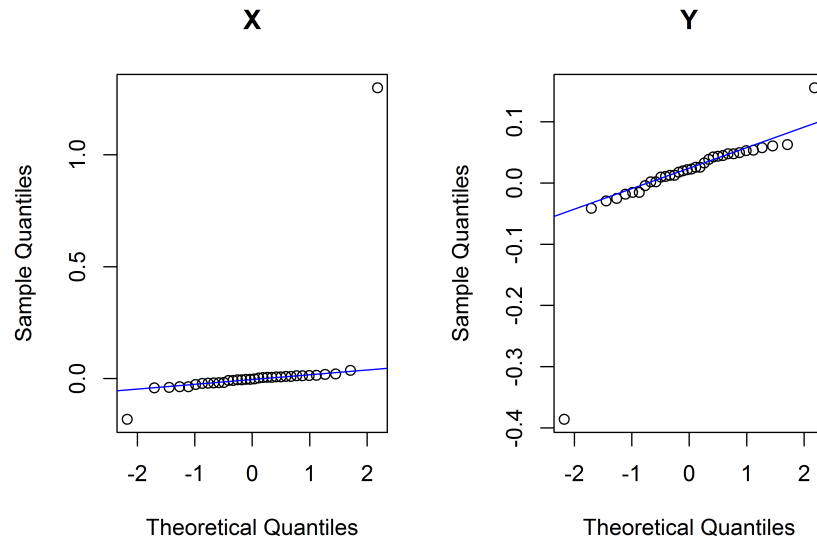 X
Sample Quantiles
1.0
0.5
0.0
-2 -1 0 1 2
Theoretical Quantiles
Y
Sample Quantiles
0.1
0.0
-0.1
-0.2
-0.3
-0.4
-2 -1 0 1 2
Theoretical Quantiles